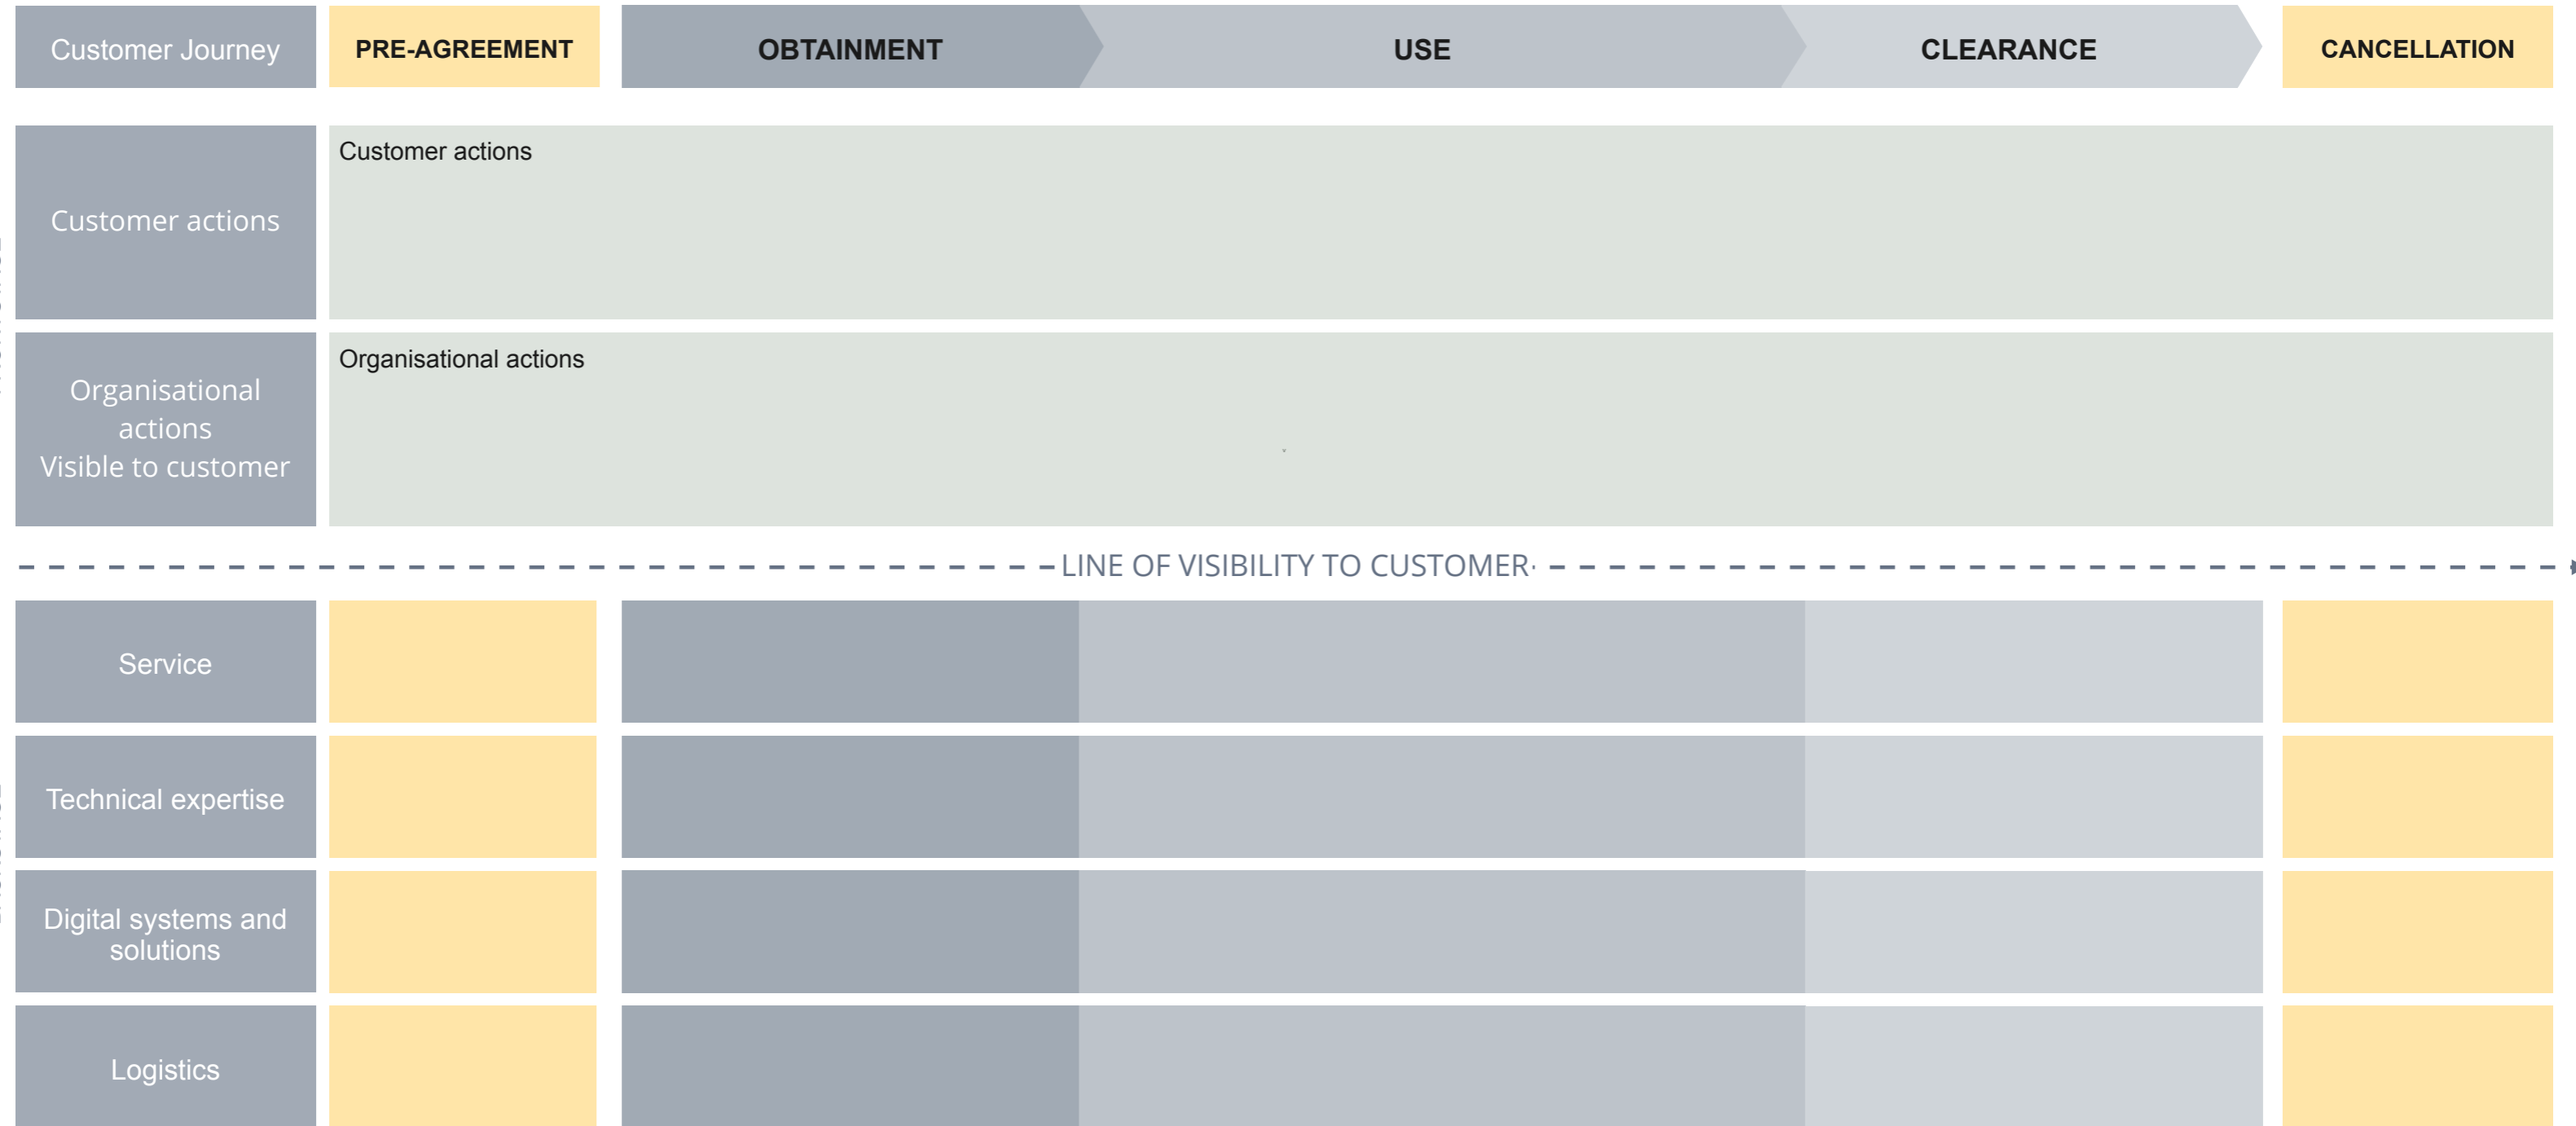 Customer Journey
PRE-AGREEMENT
OBTAINMENT
USE
CLEARANCE
CANCELLATION
Customer actions
Customer actions
Organisational
actions
Visible to customer
Organisational actions
LINE OF VISIBILITY TO CUSTOMER
Service
Technical expertise
Digital systems and
solutions
Logistics